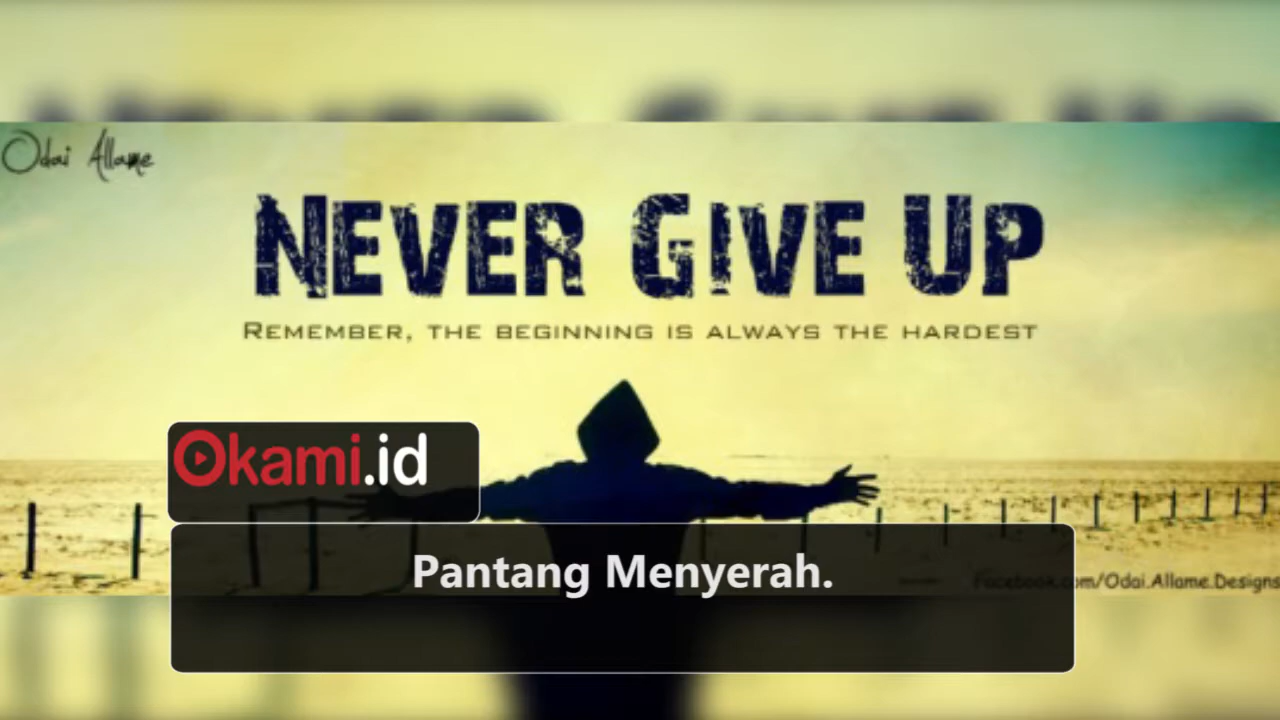 Odai Allame
NEVER GIVE UP
REMEMBER, THE BEGINNING IS ALWAYS THE HARDEST
Okami.id
Pantang Menyerah.
Facebook.com/Odai.Allame.Designs